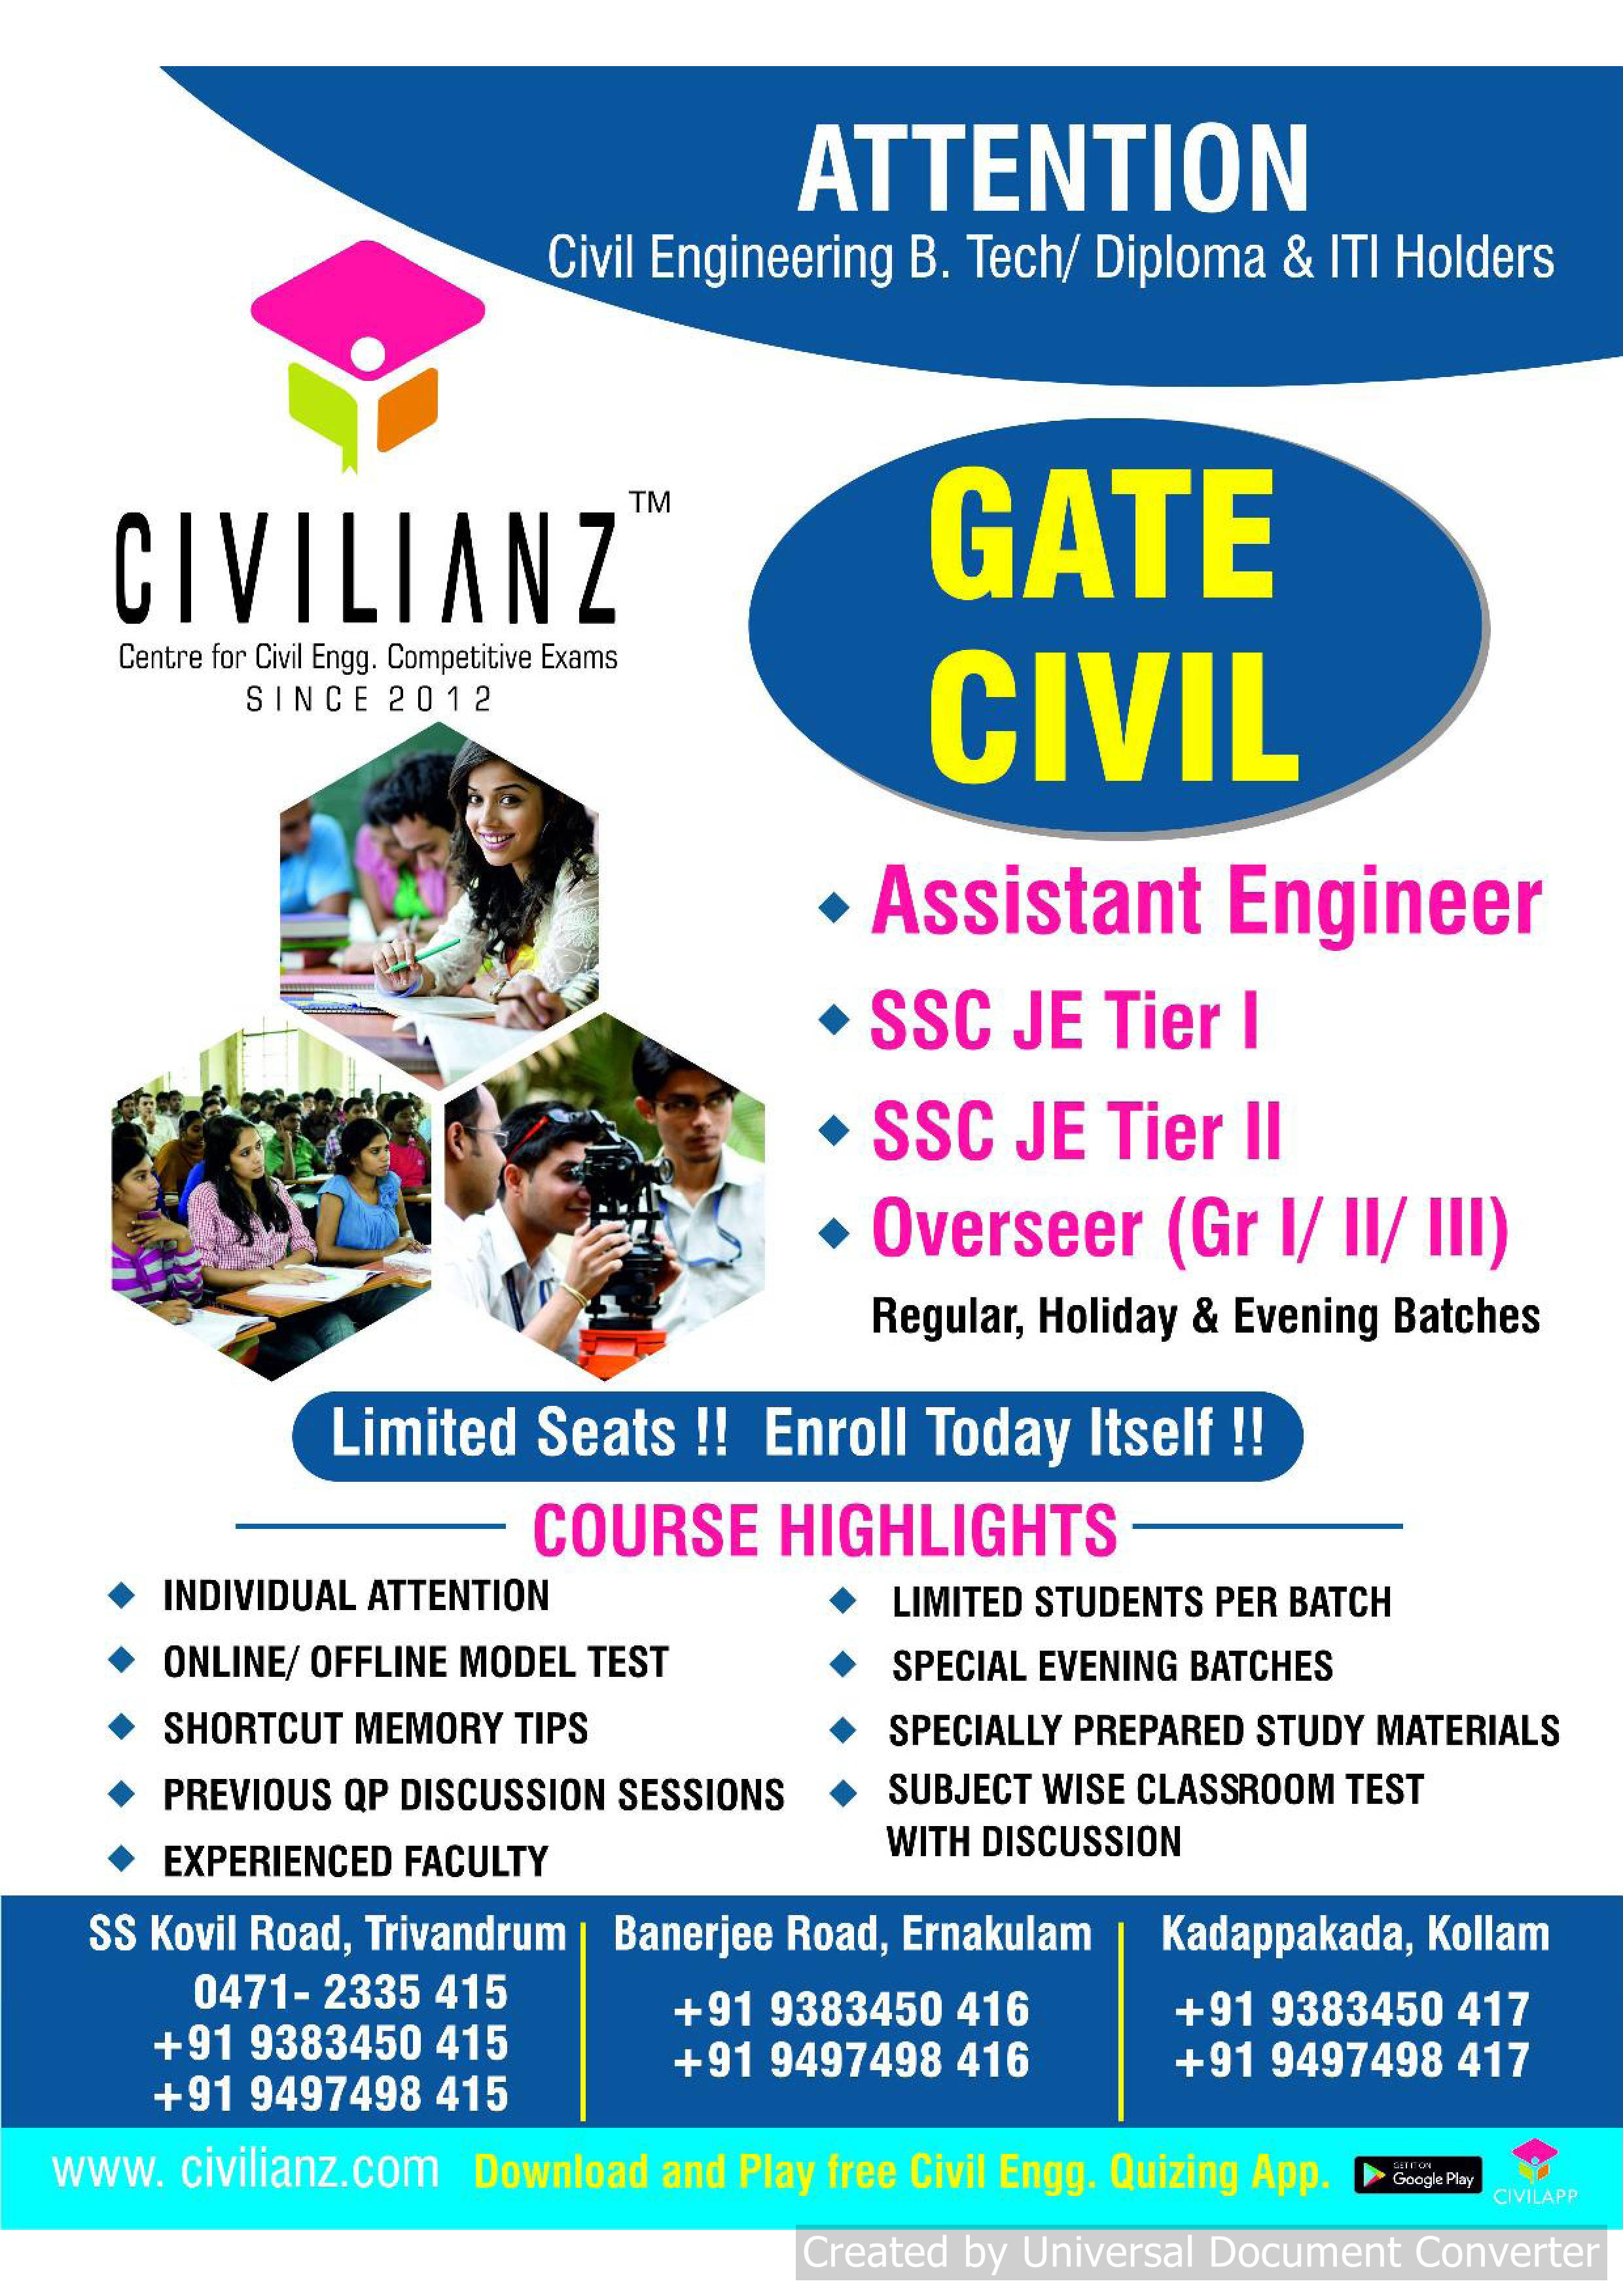 ATTENTION
Civil Engineering B. Tech/ Diploma & ITI Holders
CIVILIANZ™
Centre for Civil Engg. Competitive Exams
SINCE 2012
GATE
CIVIL
Assistant Engineer
SSC JE Tier I
SSC JE Tier II
Overseer (Gr I/ II/ III)
Regular, Holiday & Evening Batches
Limited Seats !! Enroll Today Itself !!
COURSE HIGHLIGHTS
INDIVIDUAL ATTENTION
ONLINE/ OFFLINE MODEL TEST
SHORTCUT MEMORY TIPS
PREVIOUS QP DISCUSSION SESSIONS
EXPERIENCED FACULTY
LIMITED STUDENTS PER BATCH
SPECIAL EVENING BATCHES
SPECIALLY PREPARED STUDY MATERIALS
SUBJECT WISE CLASSROOM TEST
WITH DISCUSSION
SS Kovil Road, Trivandrum
0471- 2335 415
+91 9383450 415
+91 9497498 415
Banerjee Road, Ernakulam
+91 9383450 416
+91 9497498 416
Kadappakada, Kollam
+91 9383450 417
+91 9497498 417
www. civilianz.com
Download and Play free Civil Engg. Quizing App.
GET IT ON
Google Play
CIVILAPP
Created by Universal Document Converter